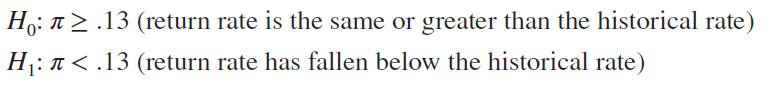 H₀: π ≥ .13 (return rate is the same or greater than the historical rate)
H₁: π < .13 (return rate has fallen below the historical rate)